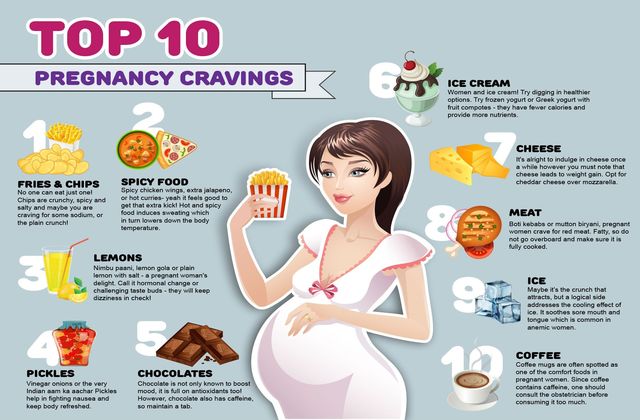 TOP 10
PREGNANCY CRAVINGS
1
FRIES & CHIPS
No one can eat just one!
Chips are crunchy, spicy and
salty and maybe you are
craving for some sodium, or
the plain crunch!
2
SPICY FOOD
Spicy chicken wings, extra jalapeno,
or hot curries- yeah it feels good to
get that extra kick! Hot and spicy
food induces sweating which
in turn lowers down the body
temperature.
3
LEMONS
Nimbu paani, lemon gola or plain
lemon with salt - a pregnant woman's
delight. Call it hormonal change or
challenging taste buds - they will keep
dizziness in check!
4
PICKLES
Vinegar onions or the very
Indian aam ka aachar Pickles
help in fighting nausea and
keep body refreshed.
5
CHOCOLATES
Chocolate is not only known to boost
mood, it is full on antioxidants too!
However, chocolate also has caffeine,
so maintain a tab.
6
ICE CREAM
Women and ice cream! Try digging in healthier
options. Try frozen yogurt or Greek yogurt with
fruit compotes - they have fewer calories and
provide more nutrients.
7
CHEESE
It's alright to indulge in cheese once
a while however you must note that
cheese leads to weight gain. Opt for
cheddar cheese over mozzarella.
8
MEAT
Boti kebabs or mutton biryani, pregnant
women crave for red meat. Fatty, so do
not go overboard and make sure it is
fully cooked.
9
ICE
Maybe it's the crunch that
attracts, but a logical side
addresses the cooling effect of
ice. It soothes sore mouth and
tongue which is common in
anemic women.
10
COFFEE
Coffee mugs are often spotted as
one of the comfort foods in
pregnant women. Since coffee
contains caffeine, one should
consult the obstetrician before
consuming it too much.